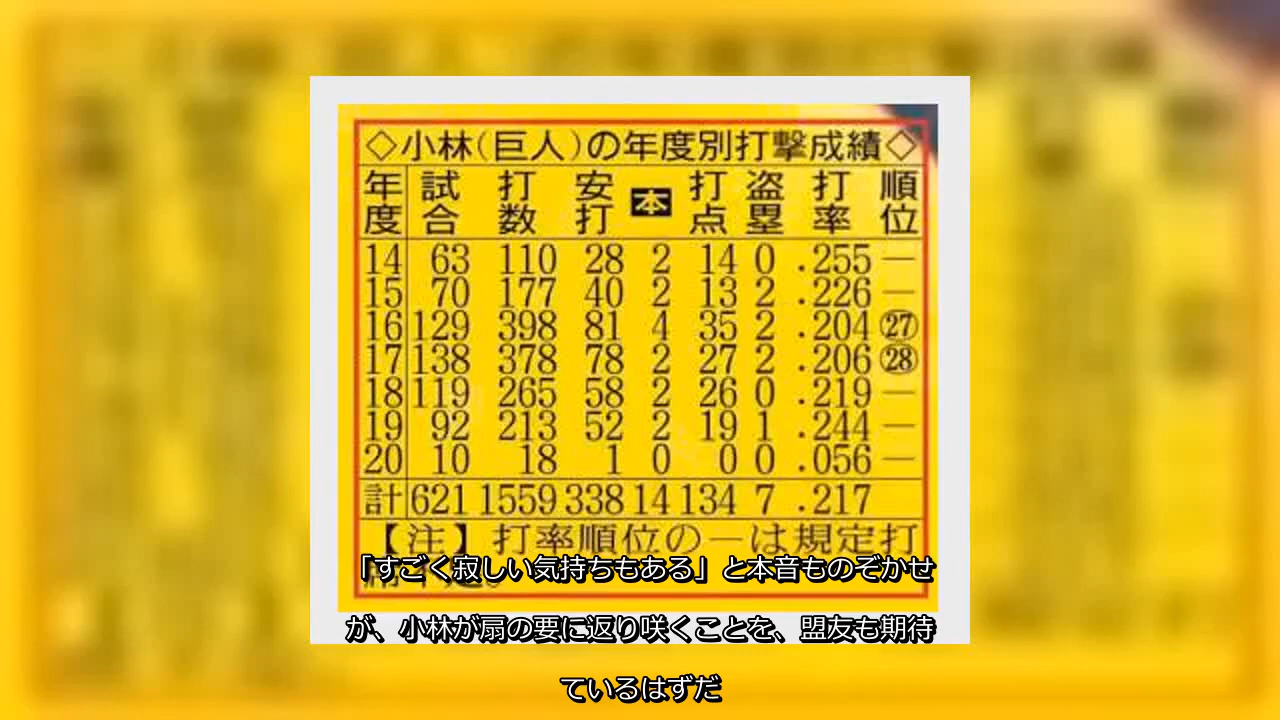 ◇小林(巨人)の年度別打撃成績◇
年度 試合 打数 安打 本 打点 盗塁 打率 順位
14 63 110 28 2 14 0 .255 —
15 70 177 40 2 13 2 .226 —
16 129 398 81 4 35 2 .204 ㉗
17 138 378 78 2 27 2 .206 ㉘
18 119 265 58 2 26 0 .219 —
19 92 213 52 2 19 1 .244 —
20 10 18 1 0 0 0 .056 —
計 621 1559 338 14 134 7 .217
【注】打率順位の—は規定打
「すごく寂しい気持ちもある」と本音ものぞかせ
が、小林が扇の要に返り咲くことを、盟友も期待
ているはずだ